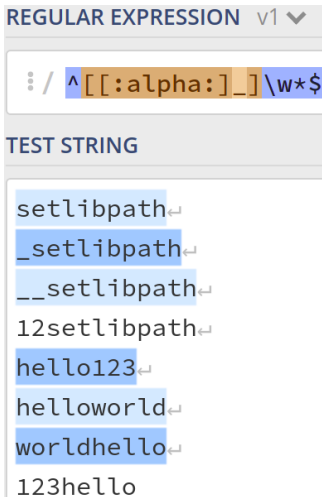 REGULAR EXPRESSION v1
/ ^[[:alpha:]_]\w*$
TEST STRING
setlibpath↵
_setlibpath↵
__setlibpath↵
12setlibpath↵
hello123↵
helloworld↵
worldhello↵
123hello